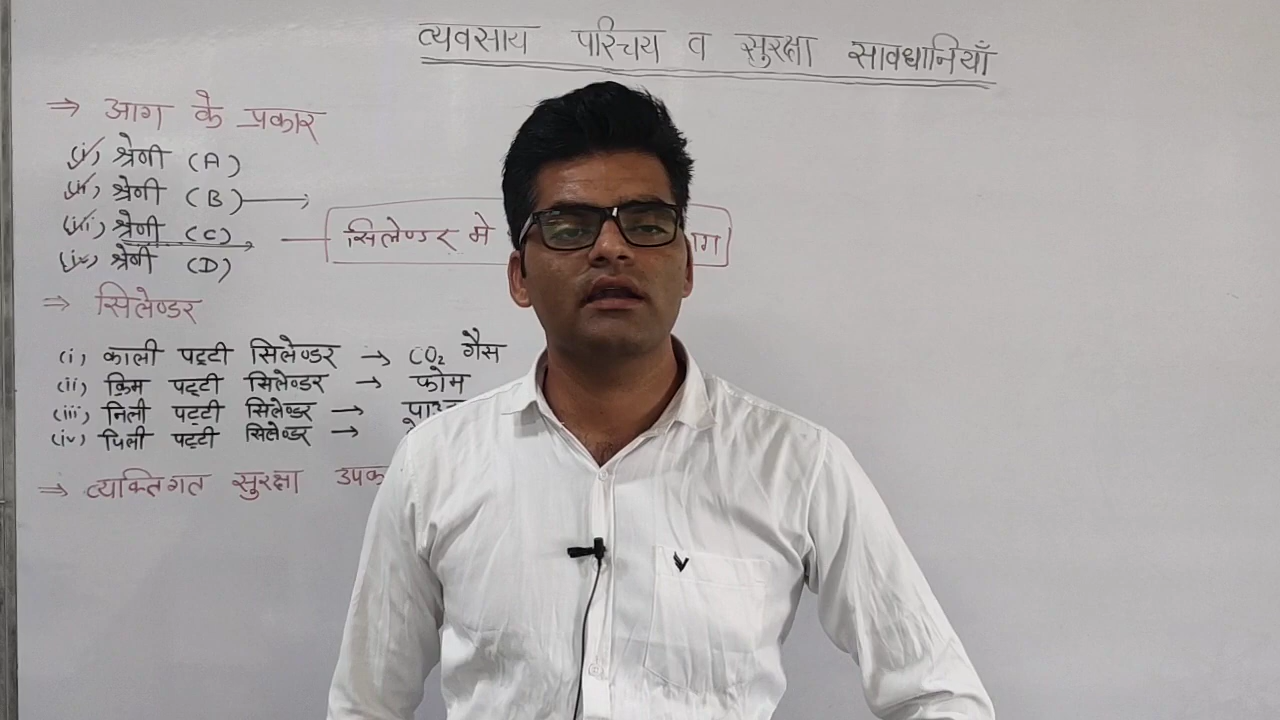 व्यवसाय परिचय व सुरक्षा सावधानियाँ
⇒ आग के प्रकार
(i) श्रेणी (A)
(ii) श्रेणी (B) →
(iii) श्रेणी (C) →
सिलेण्डर मे
(iv) श्रेणी (D)
⇒ सिलेण्डर
(i) काली पट्टी सिलेण्डर → CO₂ गैस
(ii) क्रिम पट्टी सिलेण्डर → फोम
(iii) निली पट्टी सिलेण्डर →
(iv) पिली पट्टी सिलेण्डर →
⇒ व्यक्तिगत सुरक्षा